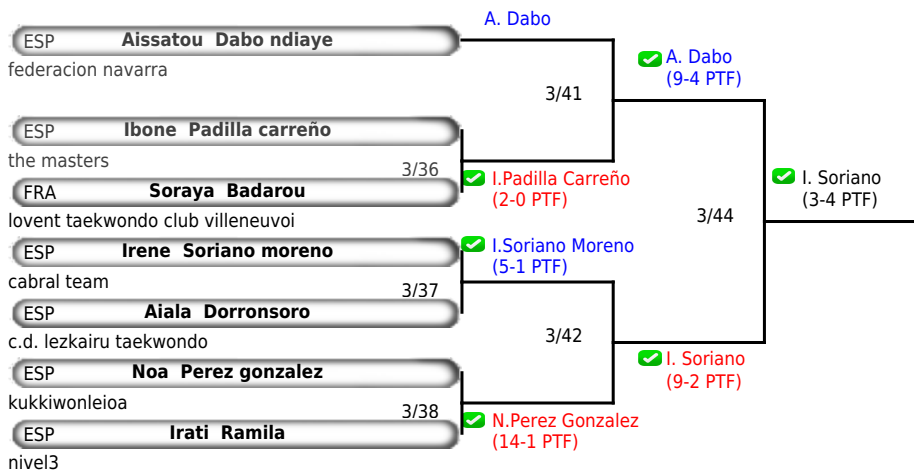 A. Dabo
ESP Aissatou Dabo ndiaye
federacion navarra
A. Dabo
(9-4 PTF)
3/41
ESP Ibone Padilla carreño
the masters
3/36
I.Padilla Carreño
(2-0 PTF)
FRA Soraya Badarou
lovent taekwondo club villeneuvoi
I. Soriano
(3-4 PTF)
3/44
ESP Irene Soriano moreno
cabral team
I.Soriano Moreno
(5-1 PTF)
3/37
ESP Aiala Dorronsoro
c.d. lezkairu taekwondo
3/42
I. Soriano
(9-2 PTF)
ESP Noa Perez gonzalez
kukkiwonleioa
3/38
N.Perez Gonzalez
(14-1 PTF)
ESP Irati Ramila
nivel3